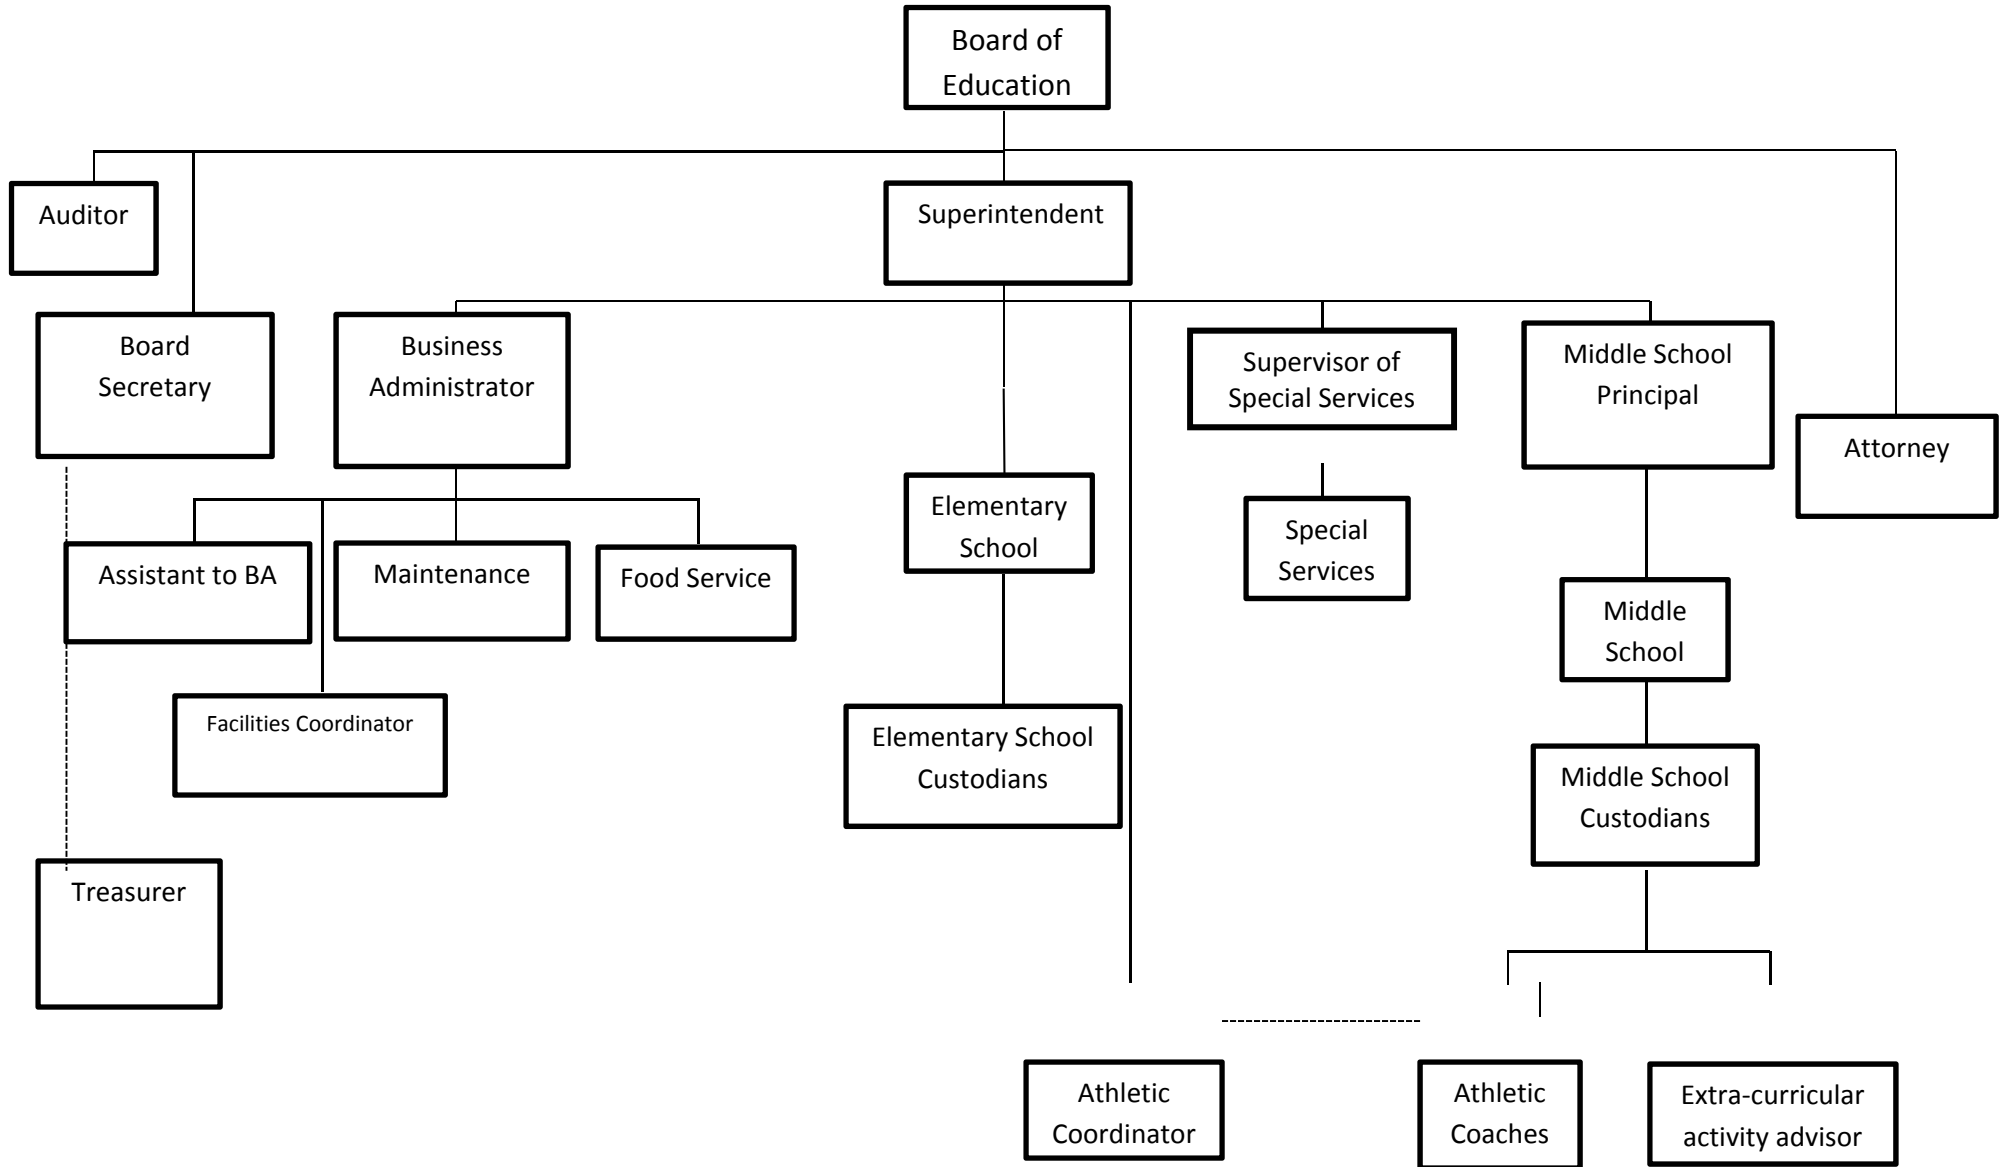 Board of
Education
Auditor
Superintendent
Board
Secretary
Business
Administrator
Supervisor of
Special Services
Middle School
Principal
Attorney
Elementary
School
Special
Services
Assistant to BA
Maintenance
Food Service
Middle
School
Facilities Coordinator
Elementary School
Custodians
Middle School
Custodians
Treasurer
Athletic
Coordinator
Athletic
Coaches
Extra-curricular
activity advisor